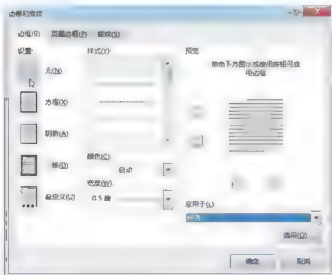 边框和底纹
边框(B) 页面边框(P) 底纹(S)
设置:
样式(Y):
预览
单击下方图示或使用按钮可应
用边框
无(N)
方框(X)
阴影(A)
颜色(C):
自动
宽度(W):
0.5 磅
自定义(U)
应用于(L):
段落
选项(O)...
确定 取消